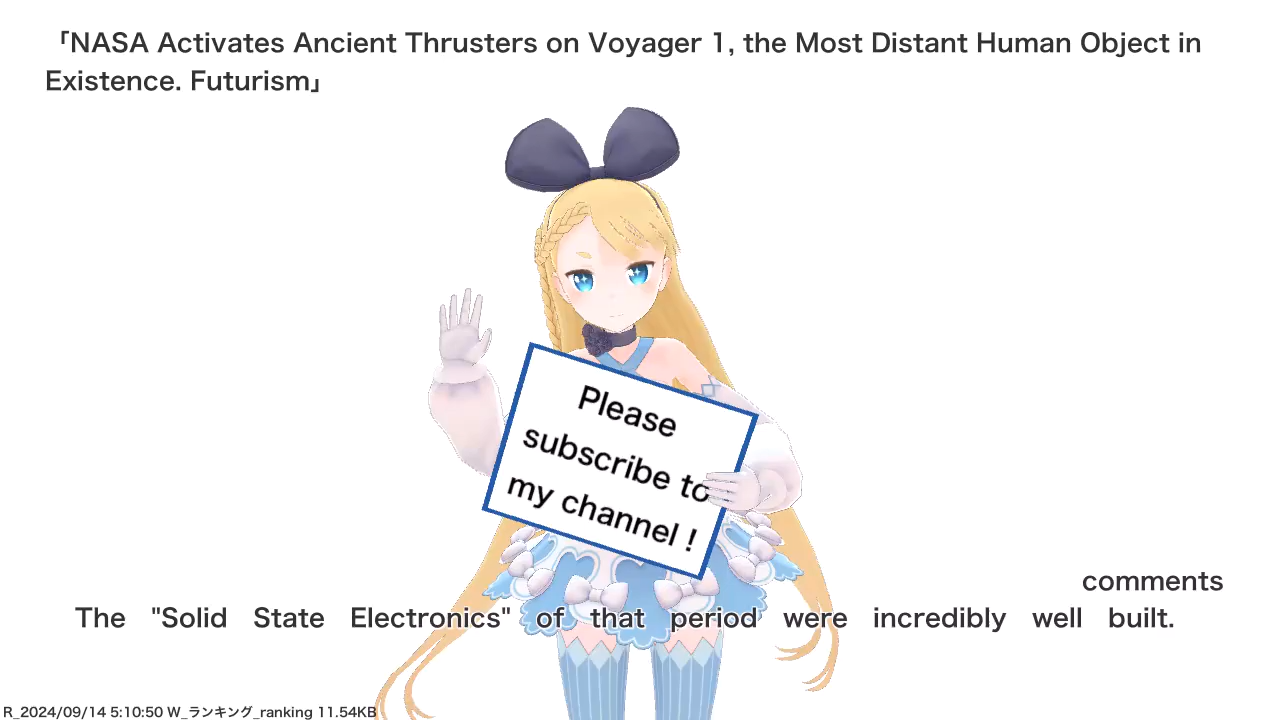 「NASA Activates Ancient Thrusters on Voyager 1, the Most Distant Human Object in
Existence. Futurism」
Please
subscribe to
my channel !
comments
The "Solid State Electronics" of that period were incredibly well built.
R_2024/09/14 5:10:50 W_ランキング_ranking 11.54KB